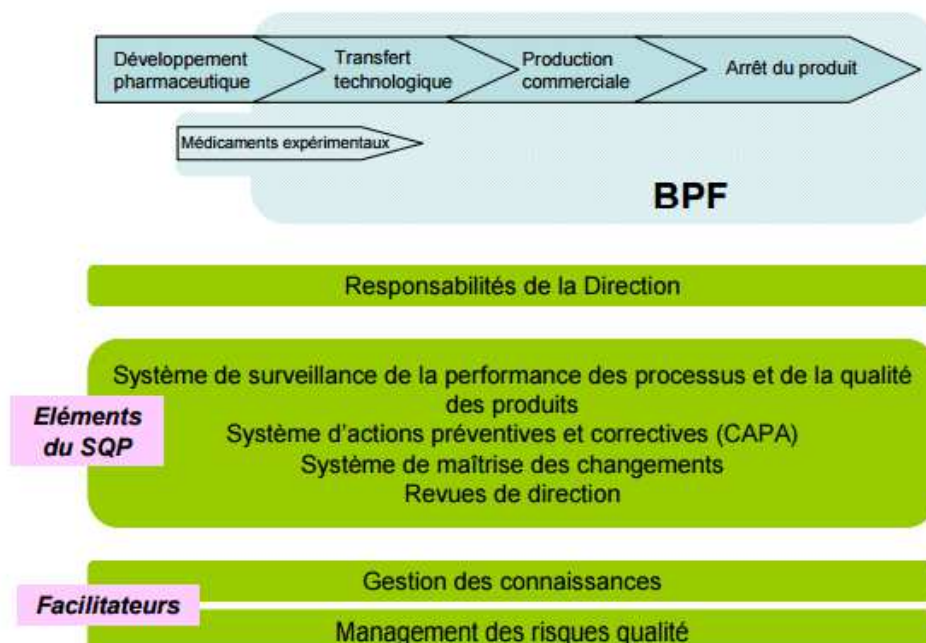 Développement
pharmaceutique
Transfert
technologique
Production
commerciale
Arrêt du produit
Médicaments expérimentaux
BPF
Responsabilités de la Direction
Eléments
du SQP
Système de surveillance de la performance des processus et de la qualité
des produits
Système d'actions préventives et correctives (CAPA)
Système de maîtrise des changements
Revues de direction
Facilitateurs
Gestion des connaissances
Management des risques qualité